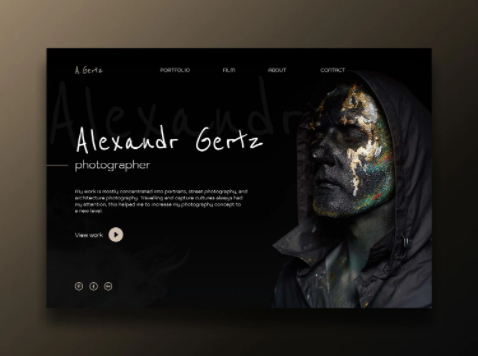 A Gertz
PORTFOLIO FILM ABOUT CONTACT
Alexandr
Alexandr Gertz
photographer
My work is mostly concentrated into portraits, street photography, and
architecture photography. Travelling and capture cultures always had
my attention, this helped me to increase my photography concept to
a new level.
View work